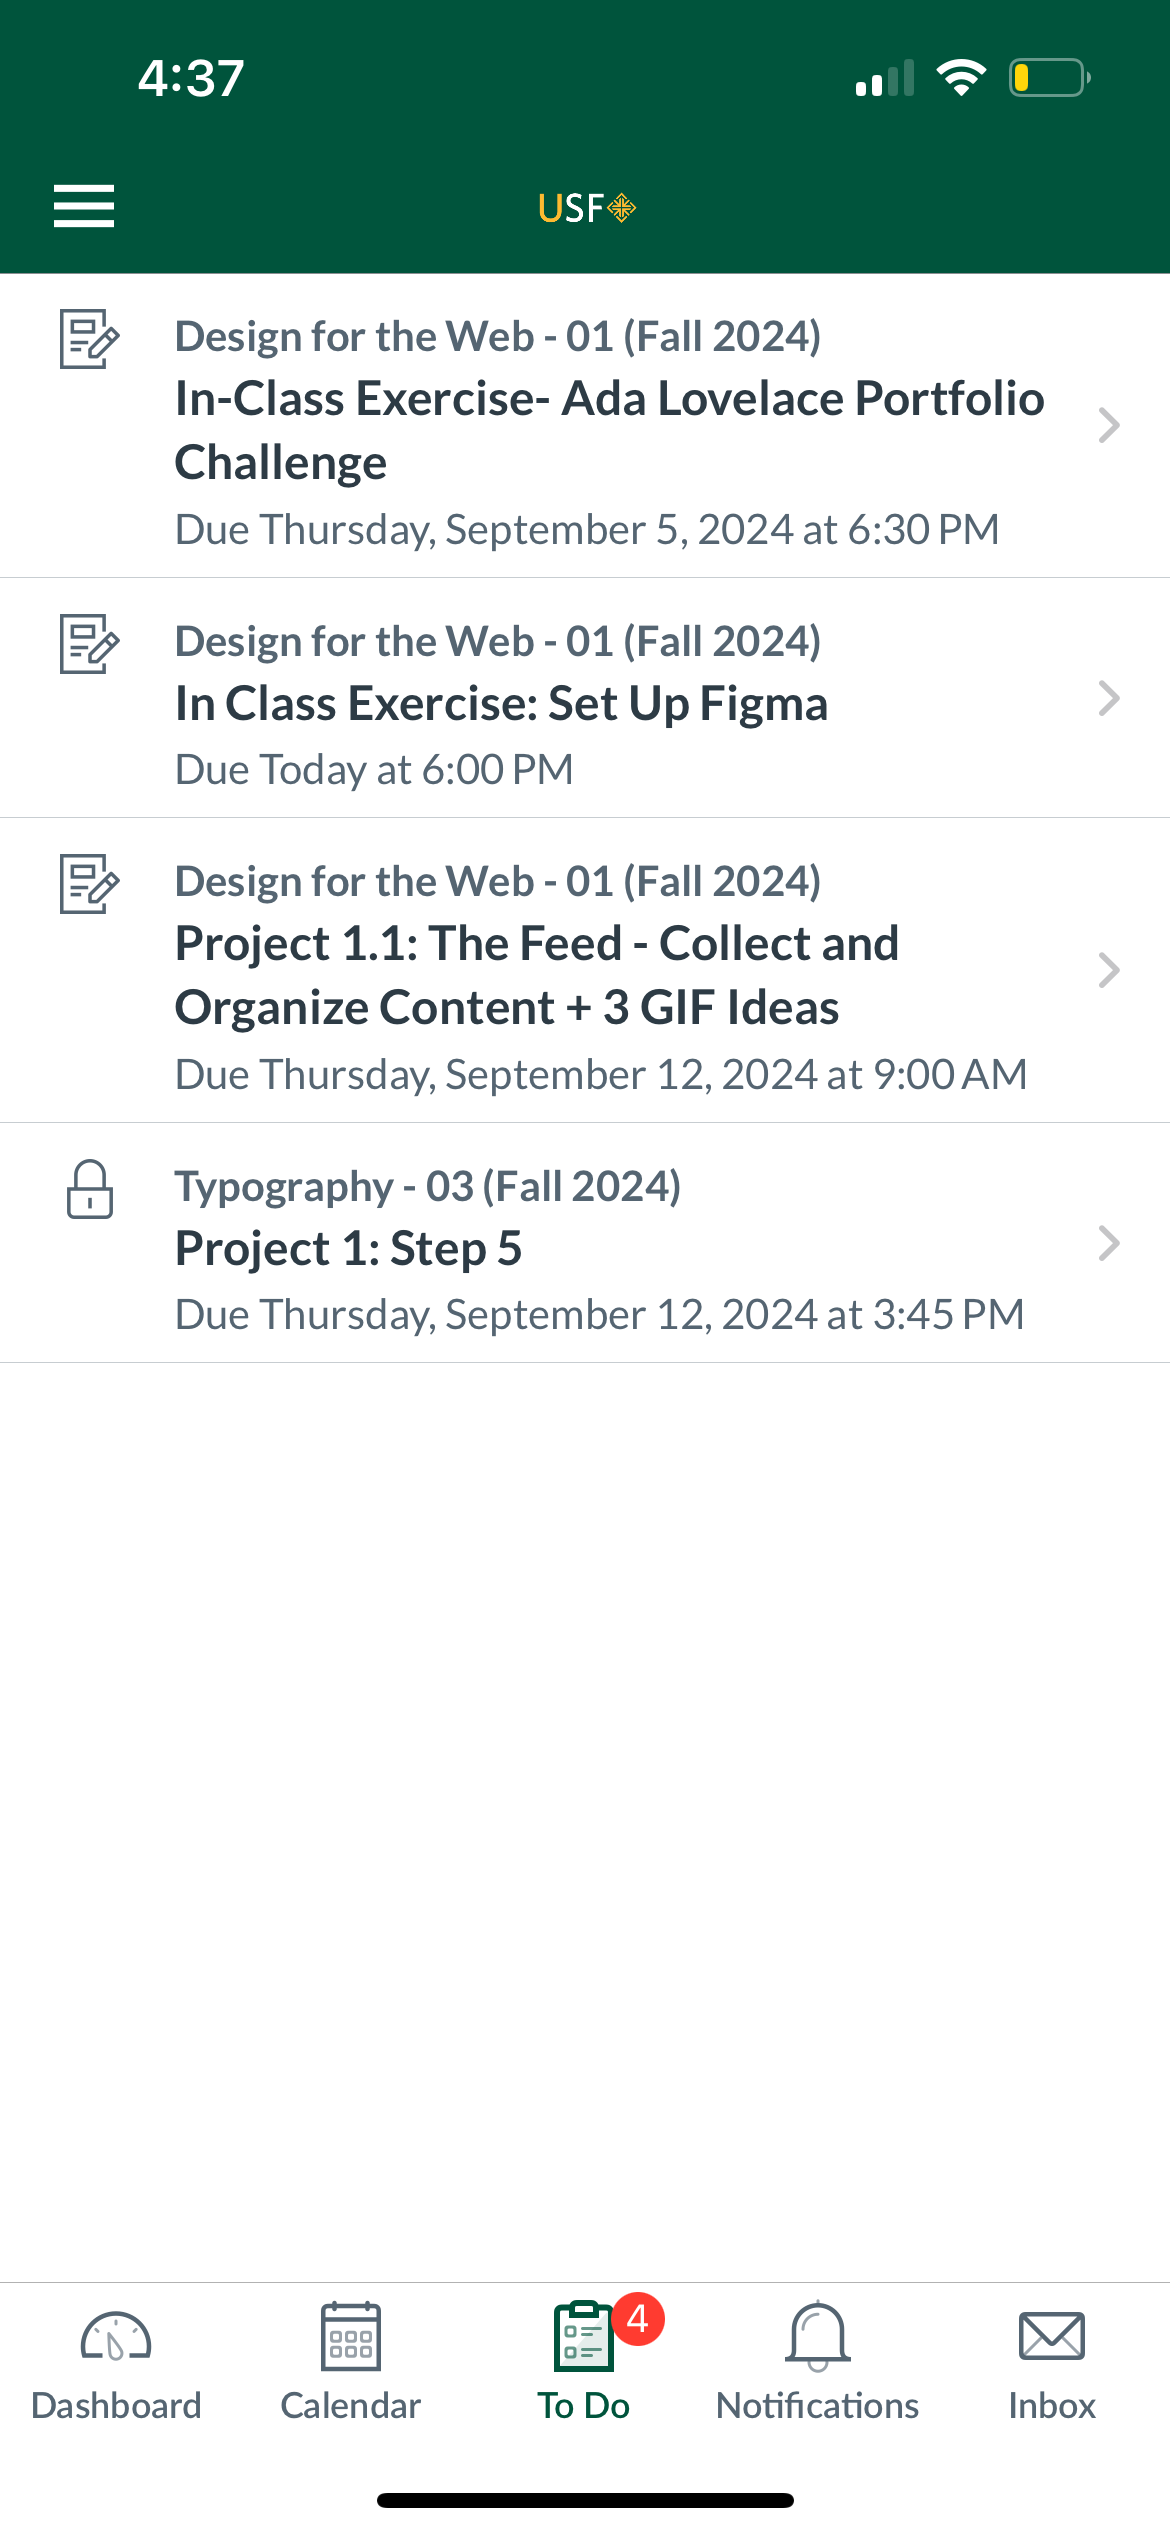 4:37
USF
Design for the Web - 01 (Fall 2024)
In-Class Exercise- Ada Lovelace Portfolio
Challenge
Due Thursday, September 5, 2024 at 6:30 PM
Design for the Web - 01 (Fall 2024)
In Class Exercise: Set Up Figma
Due Today at 6:00 PM
Design for the Web - 01 (Fall 2024)
Project 1.1: The Feed - Collect and
Organize Content + 3 GIF Ideas
Due Thursday, September 12, 2024 at 9:00 AM
Typography - 03 (Fall 2024)
Project 1: Step 5
Due Thursday, September 12, 2024 at 3:45 PM
4
Dashboard
Calendar
To Do
Notifications
Inbox